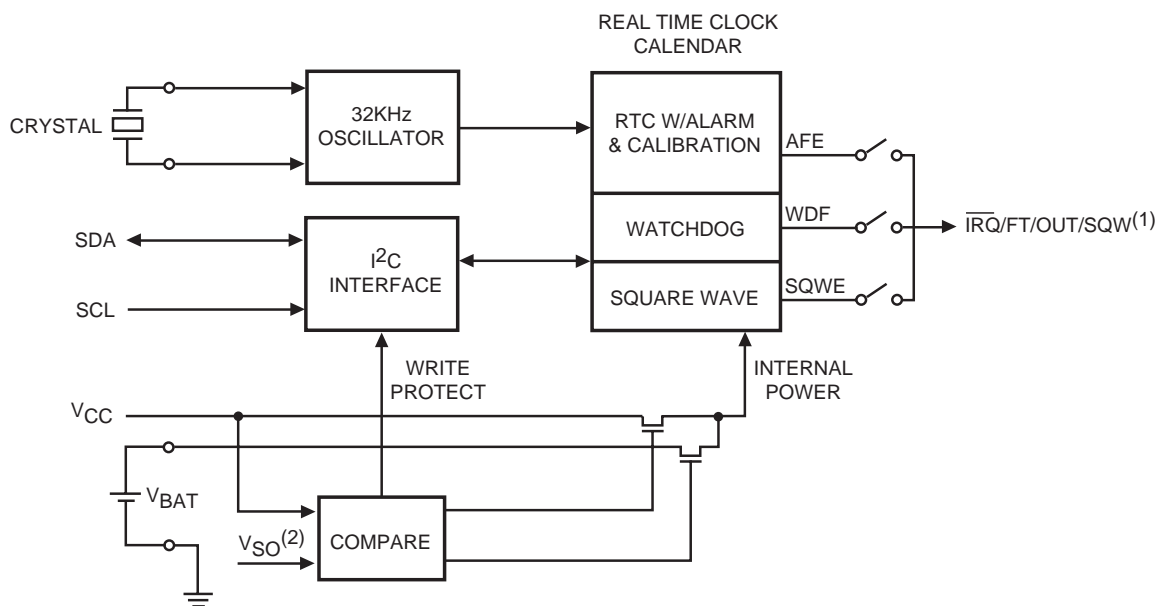 REAL TIME CLOCK
CALENDAR
CRYSTAL
32KHz
OSCILLATOR
RTC W/ALARM
& CALIBRATION
AFE
WATCHDOG
WDF
IRQ/FT/OUT/SQW(1)
SDA
SCL
I2C
INTERFACE
SQUARE WAVE
SQWE
WRITE
PROTECT
INTERNAL
POWER
VCC
VBAT
VSO(2)
COMPARE